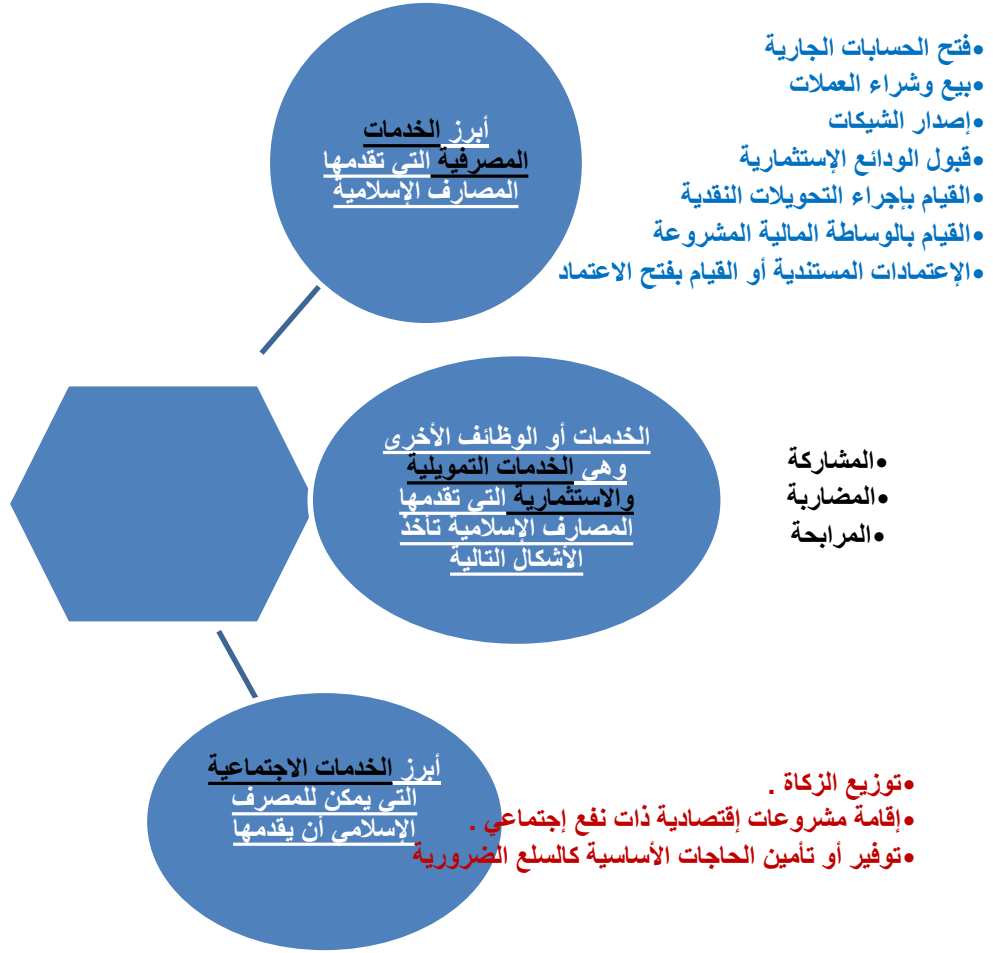 أبرز الخدمات
المصرفية التي تقدمها
المصارف الإسلامية
•فتح الحسابات الجارية
•بيع وشراء العملات
•إصدار الشيكات
•قبول الودائع الإستثمارية
•القيام بإجراء التحويلات النقدية
•القيام بالوساطة المالية المشروعة
•الإعتمادات المستندية أو القيام بفتح الاعتماد
الخدمات أو الوظائف الأخرى
وهي الخدمات التمويلية
والاستثمارية التي تقدمها
المصارف الإسلامية تأخذ
الأشكال التالية
•المشاركة
•المضاربة
•المرابحة
أبرز الخدمات الاجتماعية
التي يمكن للمصرف
الإسلامي أن يقدمها
•توزيع الزكاة .
•إقامة مشروعات إقتصادية ذات نفع إجتماعي .
•توفير أو تأمين الحاجات الأساسية كالسلع الضرورية